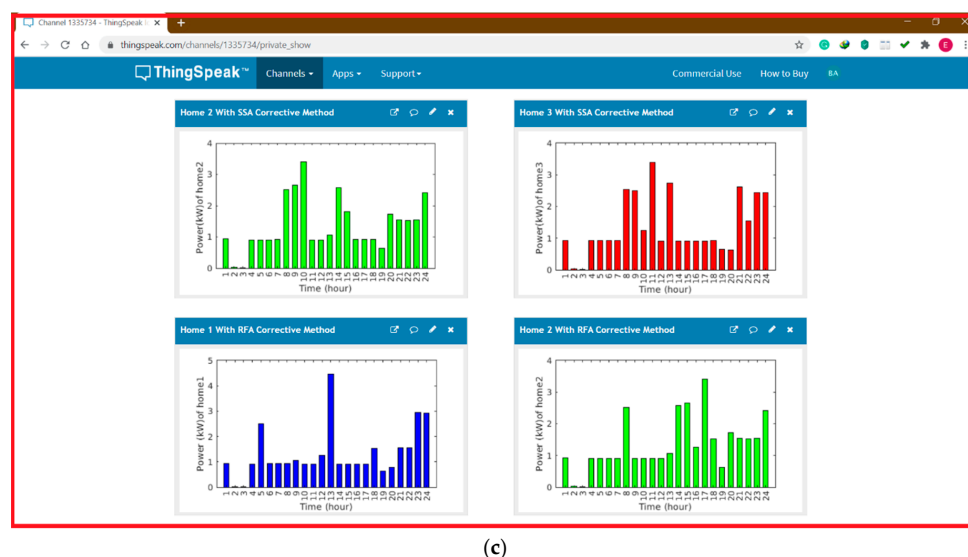 Channel 1335734 - ThingSpeak
thingspeak.com/channels/1335734/private_show
E
ThingSpeak™ Channels Apps Support Commercial Use How to Buy BA
Home 2 With SSA Corrective Method
4
3
2
1
0
Power(kW)of home2
1 2 3 4 5 6 7 8 9 10 11 12 13 14 15 16 17 18 19 20 21 22 23 24
Time (hour)
Home 3 With SSA Corrective Method
4
3
2
1
0
Power(kW)of home3
1 2 3 4 5 6 7 8 9 10 11 12 13 14 15 16 17 18 19 20 21 22 23 24
Time (hour)
Home 1 With RFA Corrective Method
5
4
3
2
1
0
Power (kW)of home1
1 2 3 4 5 6 7 8 9 10 11 12 13 14 15 16 17 18 19 20 21 22 23 24
Time (hour)
Home 2 With RFA Corrective Method
4
3
2
1
0
Power (kW)of home2
1 2 3 4 5 6 7 8 9 10 11 12 13 14 15 16 17 18 19 20 21 22 23 24
Time (hour)
(c)